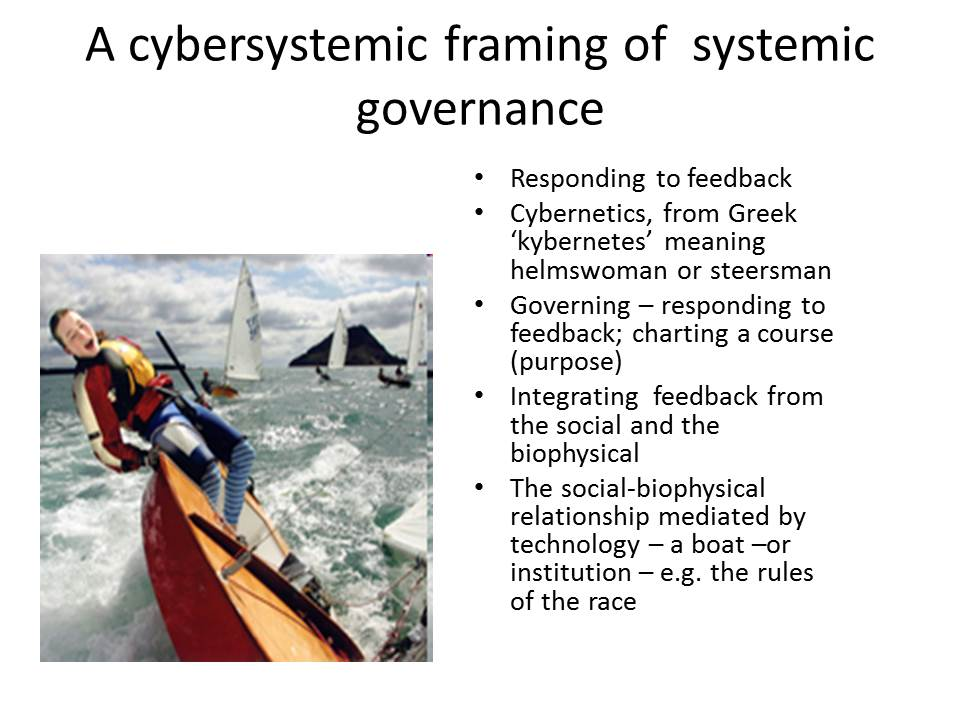 A cybersystemic framing of  systemic
governance
• Responding to feedback
• Cybernetics, from Greek
‘kybernetes’ meaning
helmswoman or steersman
• Governing – responding to
feedback; charting a course
(purpose)
• Integrating feedback from
the social and the
biophysical
• The social-biophysical
relationship mediated by
technology – a boat –or
institution – e.g. the rules
of the race